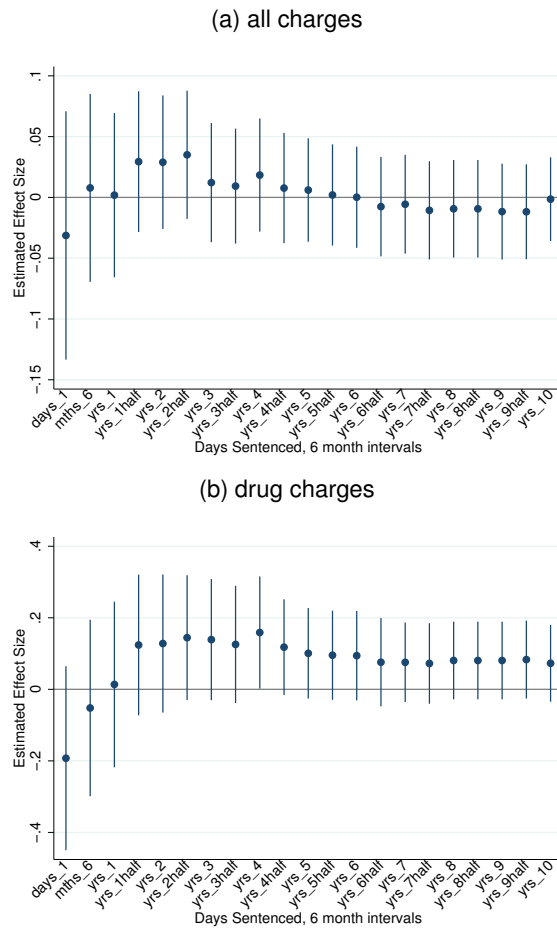 (a) all charges
.1
.05
0
-.05
-.1
-.15
Estimated Effect Size
days_1
mths_6
yrs_1
yrs_1half
yrs_2
yrs_2half
yrs_3
yrs_3half
yrs_4
yrs_4half
yrs_5
yrs_5half
yrs_6
yrs_6half
yrs_7
yrs_7half
yrs_8
yrs_8half
yrs_9
yrs_9half
yrs_10
Days Sentenced, 6 month intervals
(b) drug charges
.4
.2
0
-.2
-.4
Estimated Effect Size
days_1
mths_6
yrs_1
yrs_1half
yrs_2
yrs_2half
yrs_3
yrs_3half
yrs_4
yrs_4half
yrs_5
yrs_5half
yrs_6
yrs_6half
yrs_7
yrs_7half
yrs_8
yrs_8half
yrs_9
yrs_9half
yrs_10
Days Sentenced, 6 month intervals